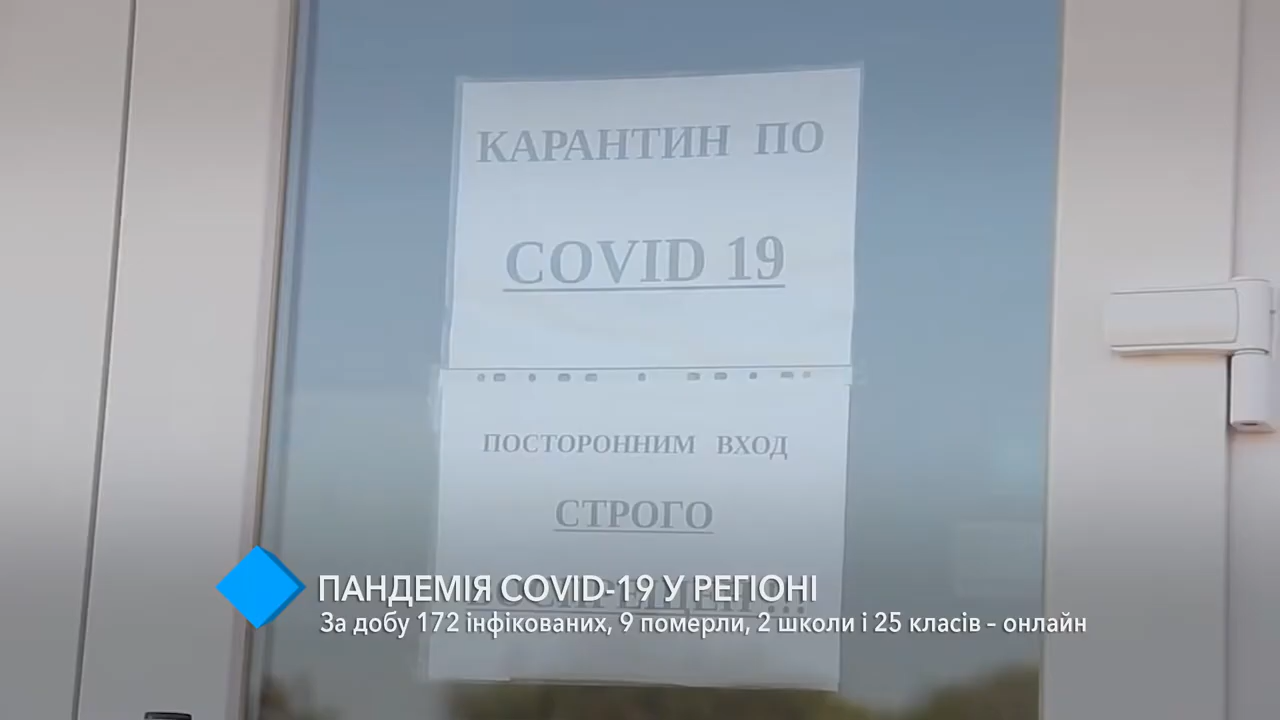 КАРАНТИН ПО
COVID 19
ПОСТОРОННИМ ВХОД
СТРОГО
ПАНДЕМІЯ COVID-19 У РЕГІОНІ
За добу 172 інфікованих, 9 померли, 2 школи і 25 класів – онлайн